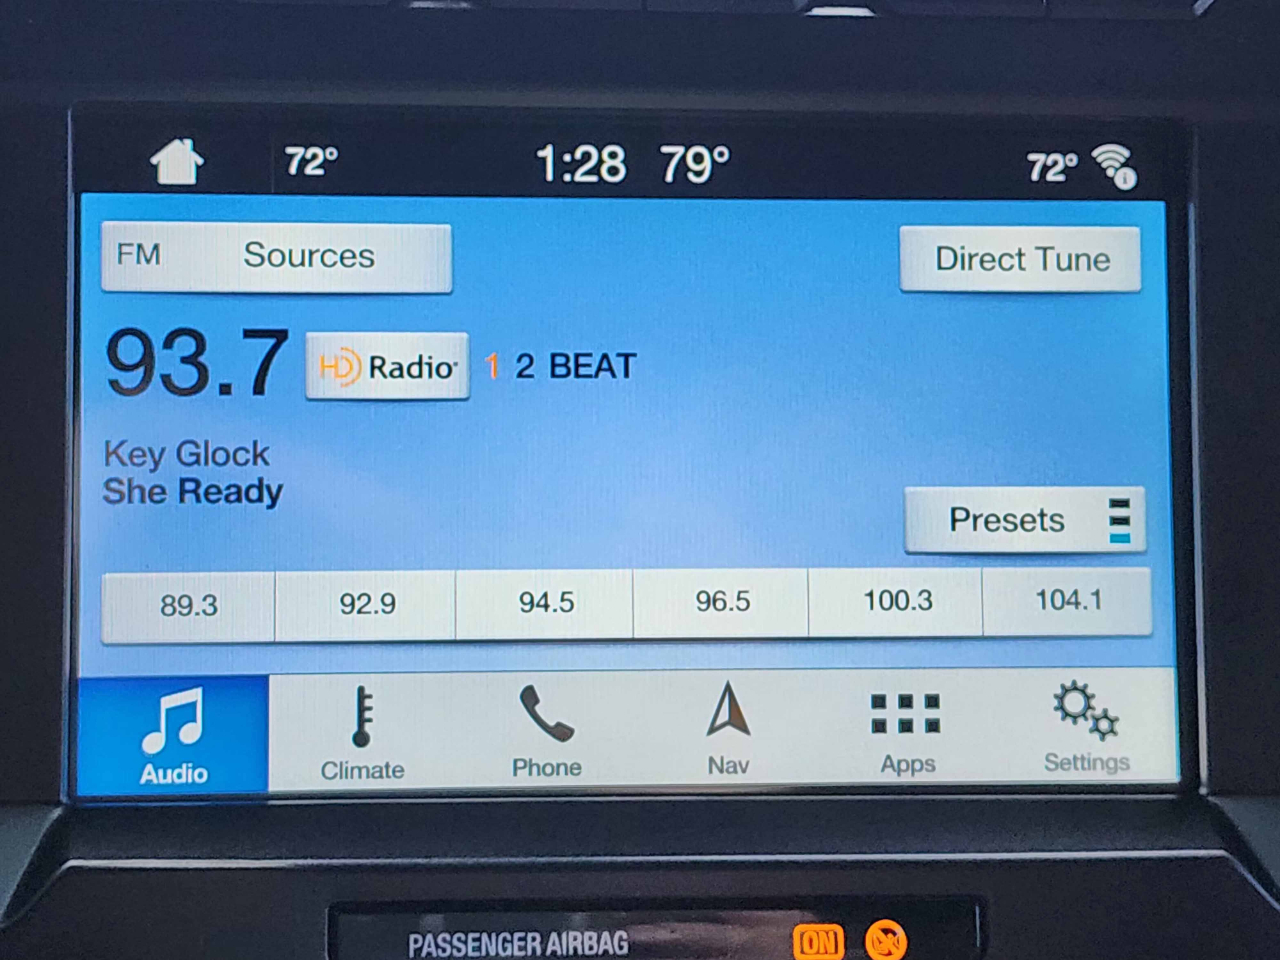 72° 1:28 79° 72°
FM Sources Direct Tune
93.7 HD Radio 1 2 BEAT
Key Glock
She Ready
Presets
89.3 92.9 94.5 96.5 100.3 104.1
Audio Climate Phone Nav Apps Settings
PASSENGER AIRBAG ON